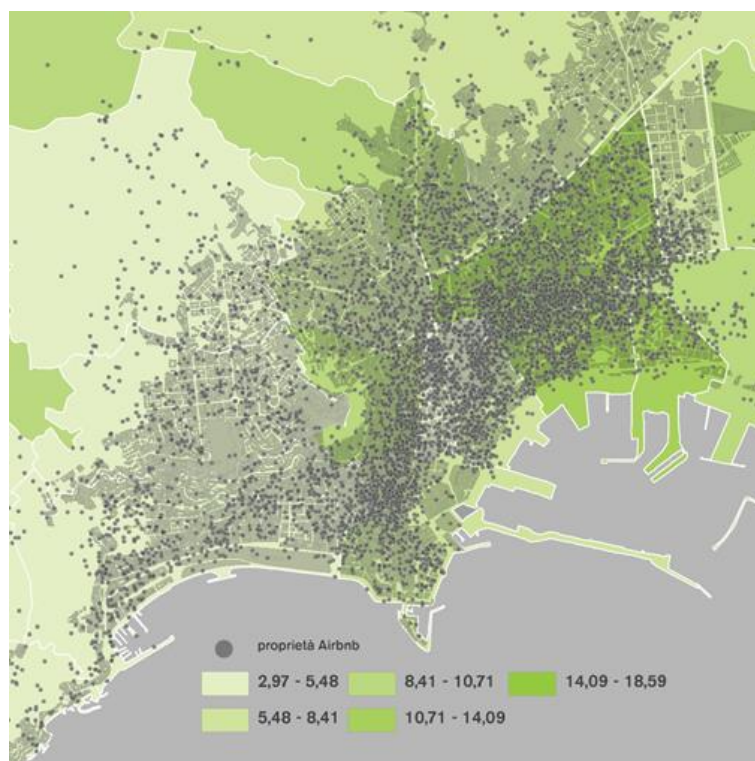 proprietà Airbnb
2,97 - 5,48
8,41 - 10,71
14,09 - 18,59
5,48 - 8,41
10,71 - 14,09